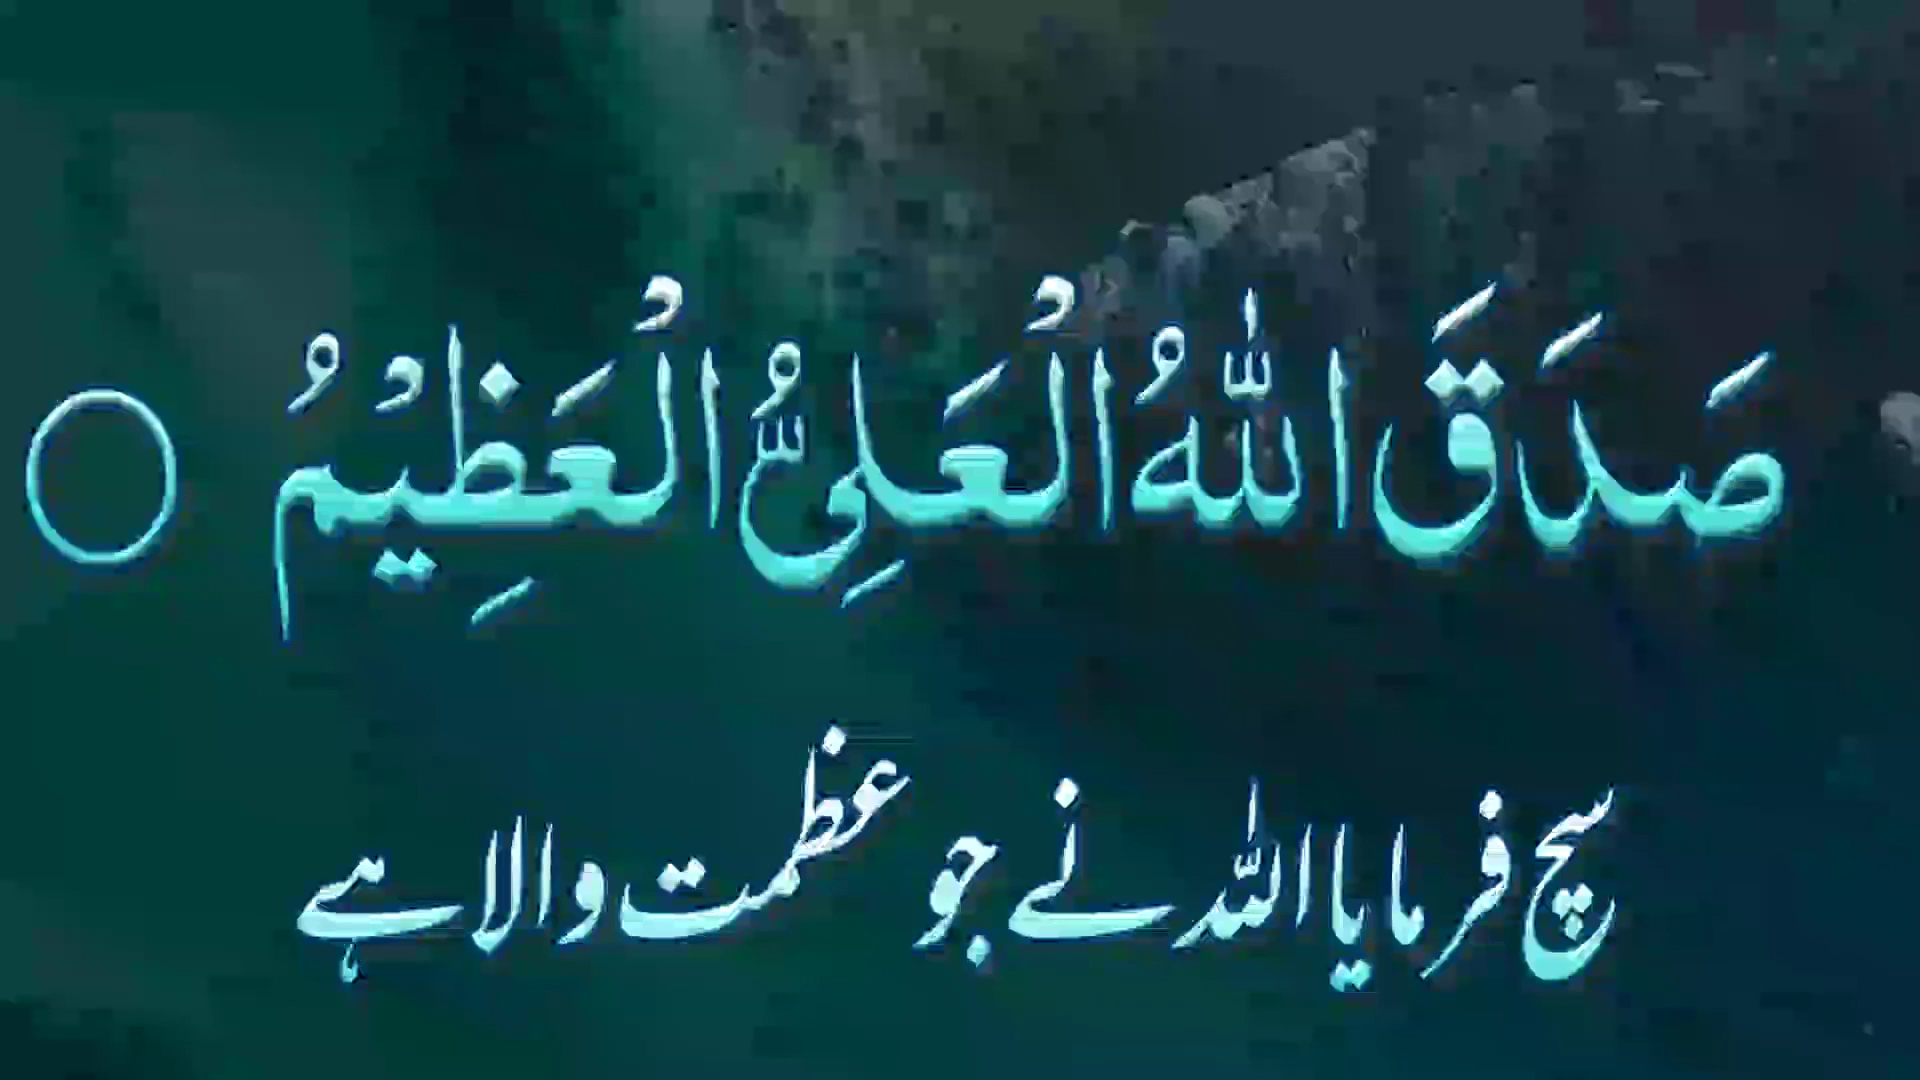 صَدَقَ اللّٰهُ الْعَلِیُّ الْعَظِیْمُ ○
سچ فرمایا اللہ نے جو عظمت والا ہے